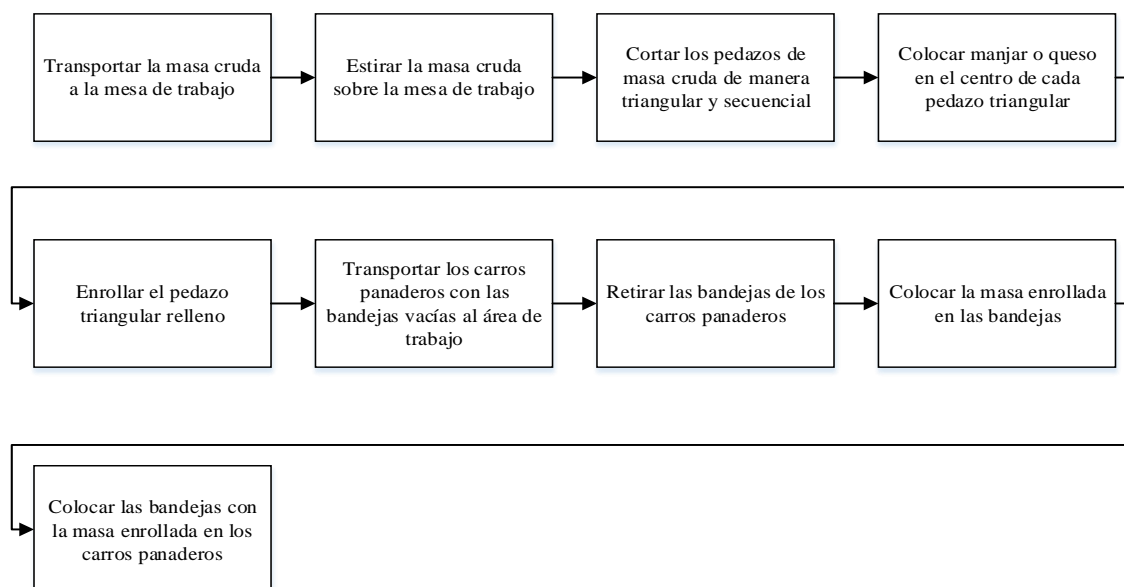 Transportar la masa cruda
a la mesa de trabajo
Estirar la masa cruda
sobre la mesa de trabajo
Cortar los pedazos de
masa cruda de manera
triangular y secuencial
Colocar manjar o queso
en el centro de cada
pedazo triangular
Enrollar el pedazo
triangular relleno
Transportar los carros
panaderos con las
bandejas vacías al área de
trabajo
Retirar las bandejas de los
carros panaderos
Colocar la masa enrollada
en las bandejas
Colocar las bandejas con
la masa enrollada en los
carros panaderos